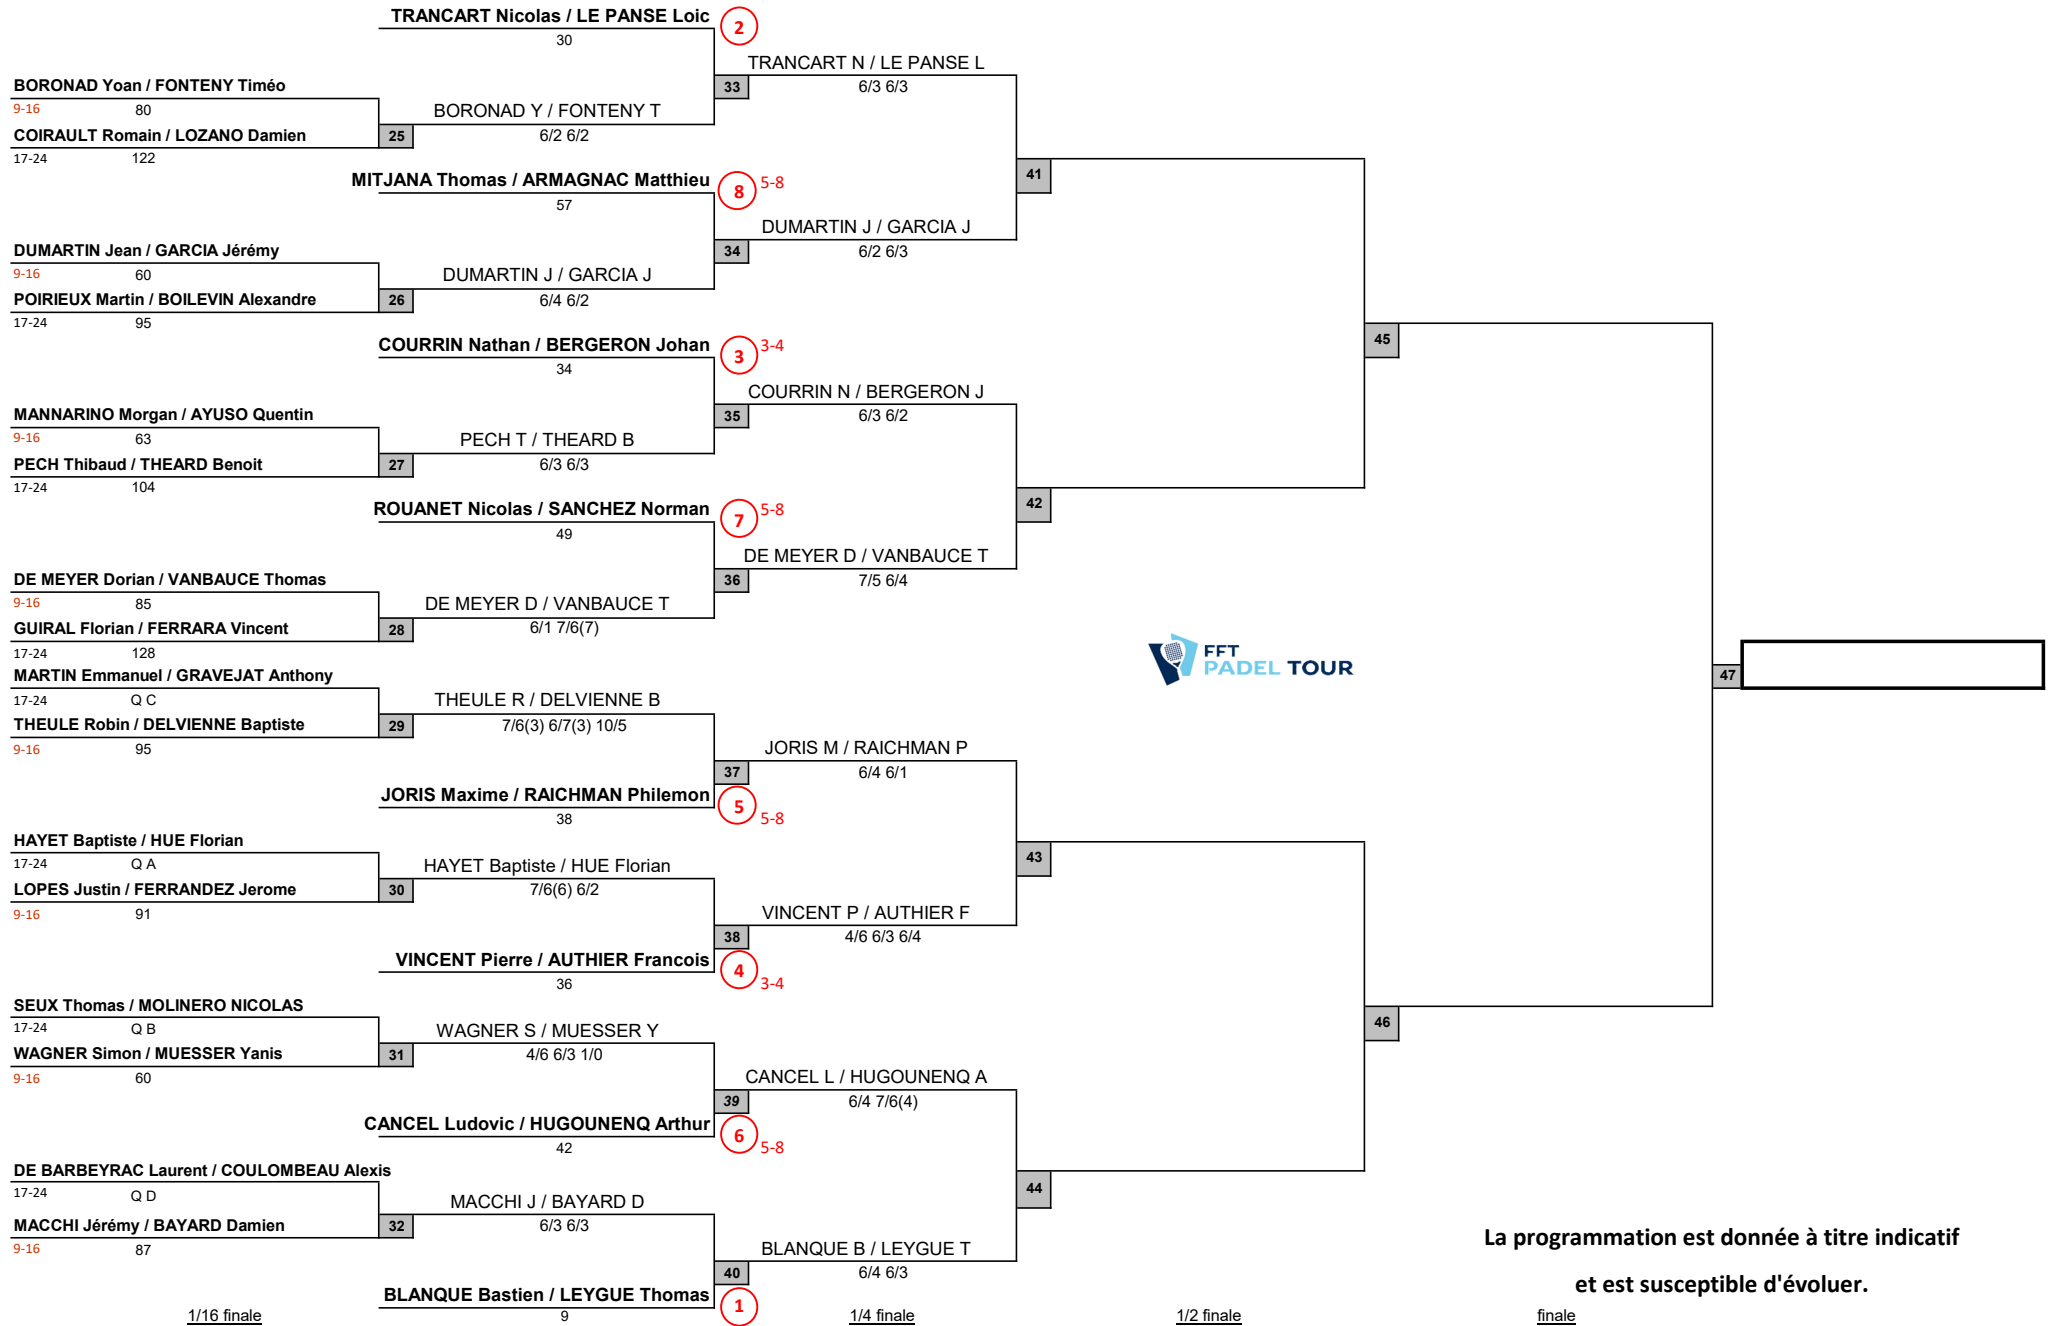 TRANCART Nicolas / LE PANSE Loic
2
30
TRANCART N / LE PANSE L
33
6/3 6/3
BORONAD Yoan / FONTENY Timéo
9-16
80
BORONAD Y / FONTENY T
COIRAULT Romain / LOZANO Damien
25
6/2 6/2
17-24
122
MITJANA Thomas / ARMAGNAC Matthieu
8
5-8
57
41
DUMARTIN J / GARCIA J
34
6/2 6/3
DUMARTIN Jean / GARCIA Jérémy
9-16
60
DUMARTIN J / GARCIA J
POIRIEUX Martin / BOILEVIN Alexandre
26
6/4 6/2
17-24
95
COURRIN Nathan / BERGERON Johan
3
3-4
34
45
COURRIN N / BERGERON J
35
6/3 6/2
MANNARINO Morgan / AYUSO Quentin
9-16
63
PECH T / THEARD B
PECH Thibaud / THEARD Benoit
27
6/3 6/3
17-24
104
ROUANET Nicolas / SANCHEZ Norman
7
5-8
49
42
DE MEYER D / VANBAUCE T
36
7/5 6/4
DE MEYER Dorian / VANBAUCE Thomas
9-16
85
DE MEYER D / VANBAUCE T
GUIRAL Florian / FERRARA Vincent
28
6/1 7/6(7)
17-24
128
FFT
PADEL TOUR
47
MARTIN Emmanuel / GRAVEJAT Anthony
17-24
Q C
THEULE R / DELVIENNE B
THEULE Robin / DELVIENNE Baptiste
29
7/6(3) 6/7(3) 10/5
9-16
95
JORIS M / RAICHMAN P
37
6/4 6/1
JORIS Maxime / RAICHMAN Philemon
5
5-8
38
HAYET Baptiste / HUE Florian
17-24
Q A
HAYET Baptiste / HUE Florian
43
LOPES Justin / FERRANDEZ Jerome
30
7/6(6) 6/2
9-16
91
VINCENT P / AUTHIER F
38
4/6 6/3 6/4
VINCENT Pierre / AUTHIER Francois
4
3-4
36
SEUX Thomas / MOLINERO NICOLAS
17-24
Q B
WAGNER S / MUESSER Y
46
WAGNER Simon / MUESSER Yanis
31
4/6 6/3 1/0
9-16
60
CANCEL L / HUGOUNENQ A
39
6/4 7/6(4)
CANCEL Ludovic / HUGOUNENQ Arthur
6
5-8
42
DE BARBEYRAC Laurent / COULOMBEAU Alexis
17-24
Q D
MACCHI J / BAYARD D
44
MACCHI Jérémy / BAYARD Damien
32
6/3 6/3
9-16
87
BLANQUE B / LEYGUE T
40
6/4 6/3
BLANQUE Bastien / LEYGUE Thomas
1
9
La programmation est donnée à titre indicatif
et est susceptible d'évoluer.
1/16 finale
1/4 finale
1/2 finale
finale